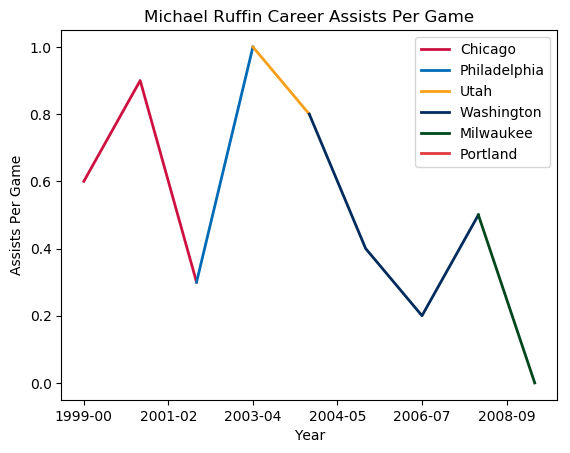 Michael Ruffin Career Assists Per Game
Chicago
Philadelphia
Utah
Washington
Milwaukee
Portland
1.0
0.8
0.6
0.4
0.2
0.0
Assists Per Game
1999-00 2001-02 2003-04 2004-05 2006-07 2008-09
Year